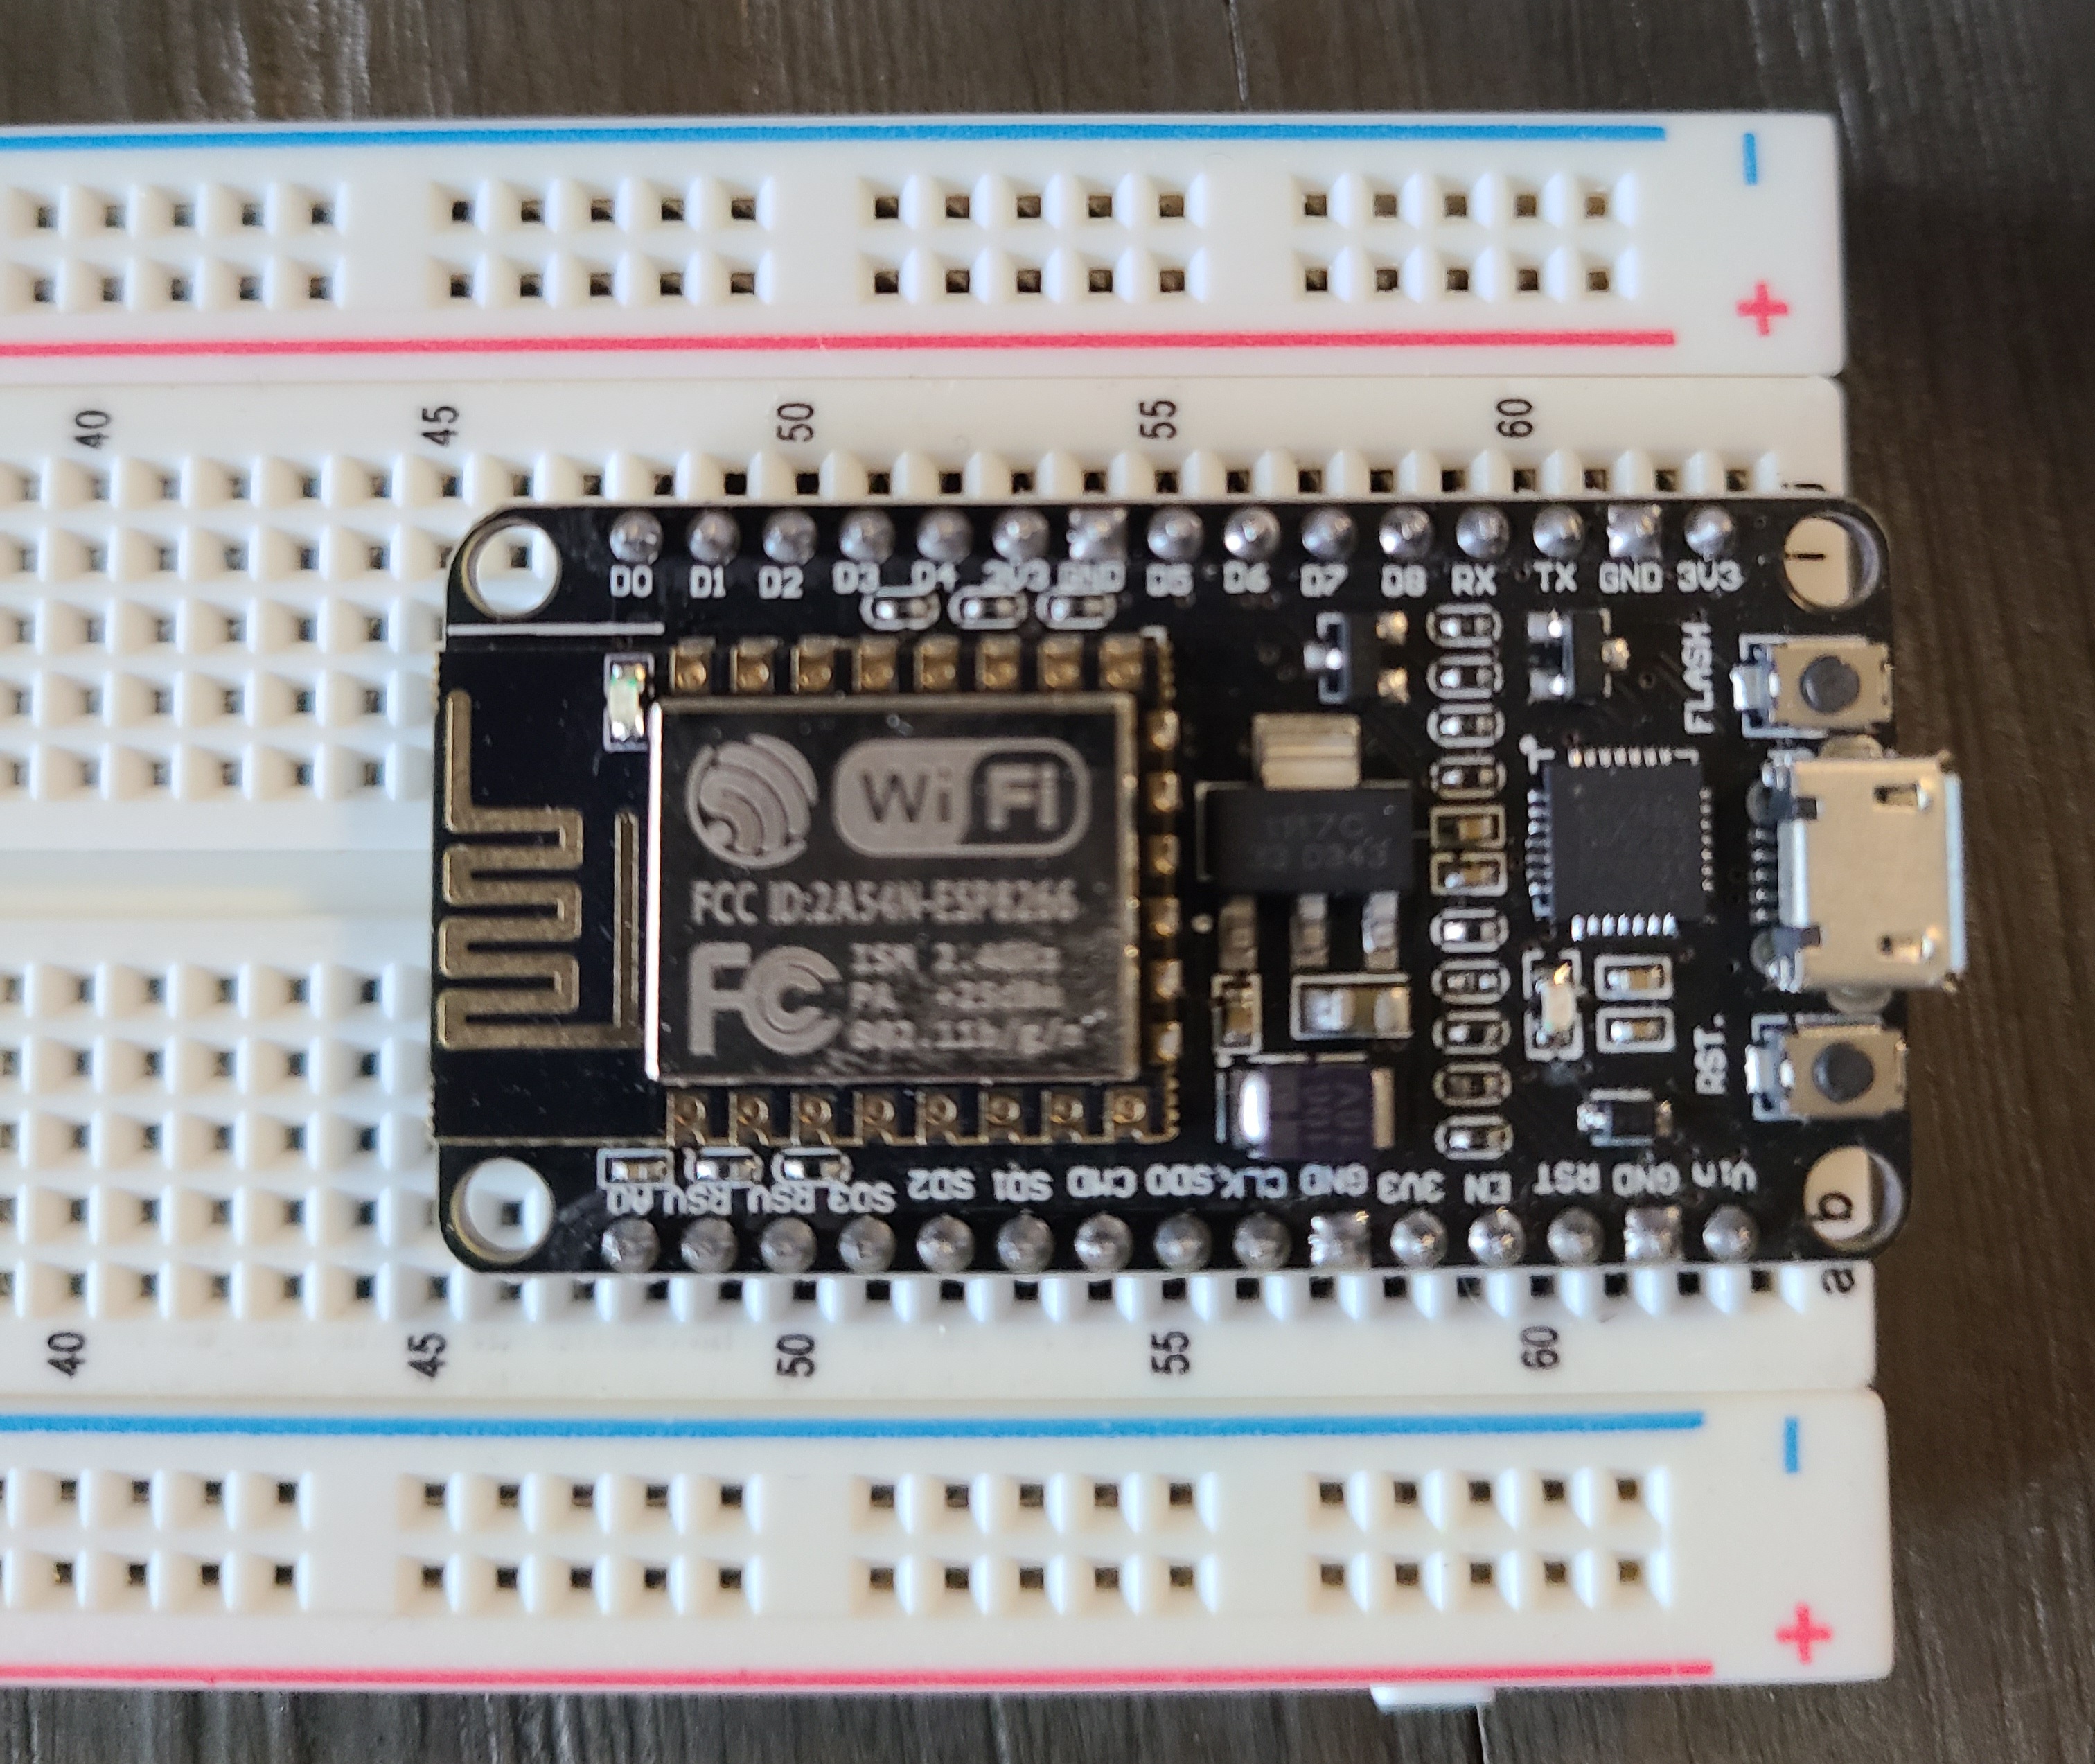 −
+
40 45 50 55 60
j
D0 D1 D2 D3 D4 3V3 GND D5 D6 D7 D8 RX TX GND 3V3
i
FLASH
WiFi
FCC ID:2A54N-ESP8266
FC ISM 2.4GHz
PA +25dBm
802.11b/g/n
RST.
A0 RSV RSV SD3 SD2 SD1 CMD SD0 CLK GND 3V3 EN RST GND Vin
b
a
40 45 50 55 60
−
+